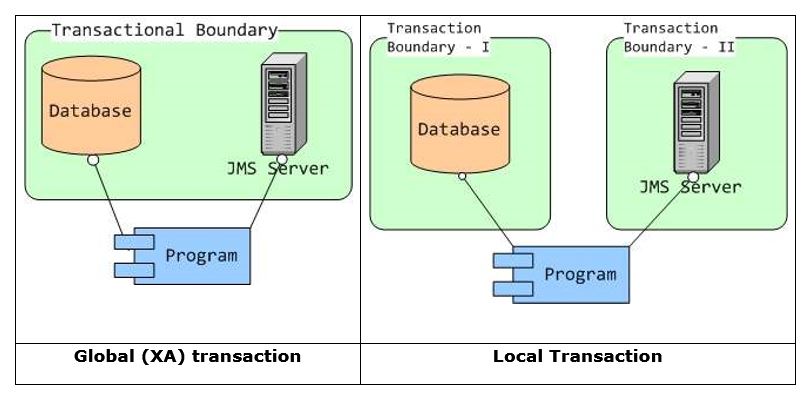 Transactional Boundary
Database
JMS Server
Program
Global (XA) transaction
Transaction
Boundary - I
Database
Transaction
Boundary - II
JMS Server
Program
Local Transaction